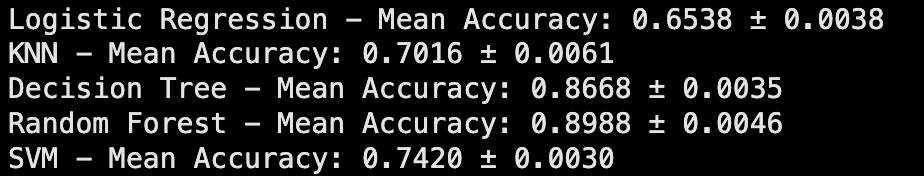 Logistic Regression – Mean Accuracy: 0.6538 ± 0.0038
KNN – Mean Accuracy: 0.7016 ± 0.0061
Decision Tree – Mean Accuracy: 0.8668 ± 0.0035
Random Forest – Mean Accuracy: 0.8988 ± 0.0046
SVM – Mean Accuracy: 0.7420 ± 0.0030